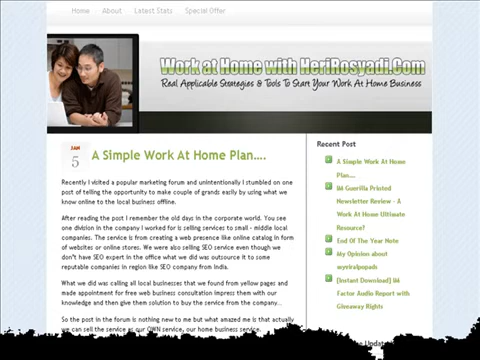 Home About Latest Stats Special Offer
Work at Home with HeriRosyadi.Com
Real Applicable Strategies & Tools To Start Your Work At Home Business
JAN
5
A Simple Work At Home Plan....
Recently I visited a popular marketing forum and unintentionally I stumbled on one
post of telling the opportunity to make couple of grands easily by using what we
know online to the local business offline.
After reading the post I remember the old days in the corporate world. You see
one division in the company I worked for is selling services to small - middle local
companies. The service is from creating a web presence like online catalog in form
of websites or online stores. We were also selling SEO service even though we
don't have SEO expert in the office what we did was outsource it to some
reputable companies in region like SEO company from India.
What we did was calling all local businesses that we found from yellow pages and
made appointment for free web business consultation-impress them with our
knowledge and then give them solution to buy the service from the company..
So the post in the forum is nothing new to me but what amazed me is that actually
we can sell the service as our OWN service, our home business service.
Recent Post
A Simple Work At Home
Plan....
IM Guerilla Printed
Newsletter Review - A
Work At Home Ultimate
Resource?
End Of The Year Note
My Opinion about
myviralpopads
[Instant Download] IM
Factor Audio Report with
Giveaway Rights
Update